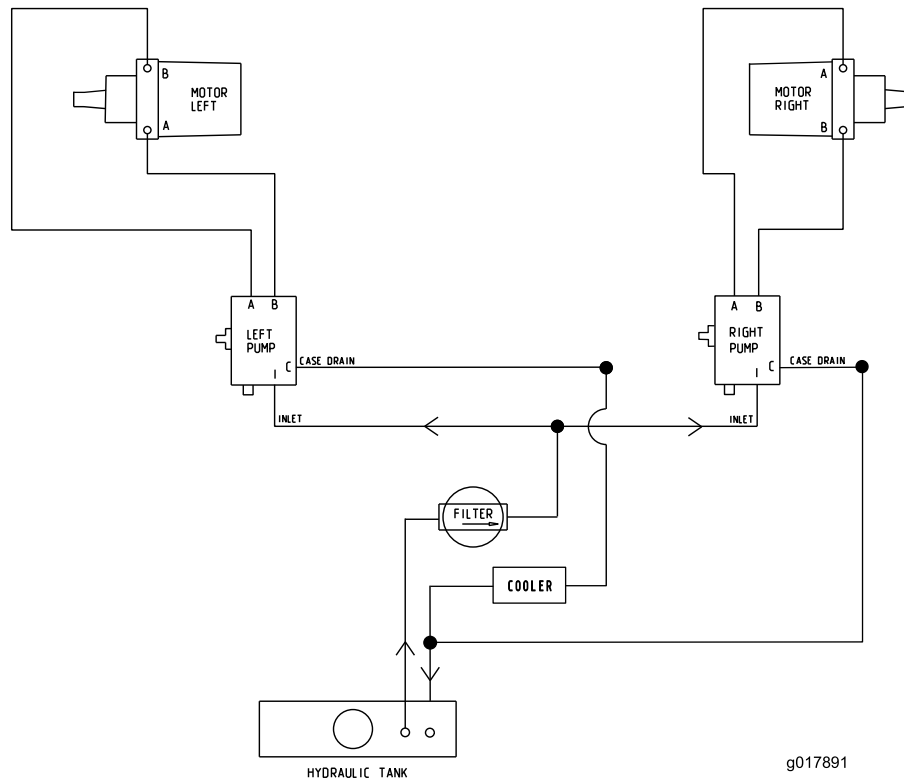 B
MOTOR
LEFT
A
A
MOTOR
RIGHT
B
A B
LEFT
PUMP
C
I
CASE DRAIN
INLET
A B
RIGHT
PUMP
C
I
CASE DRAIN
INLET
FILTER
COOLER
HYDRAULIC TANK
g017891